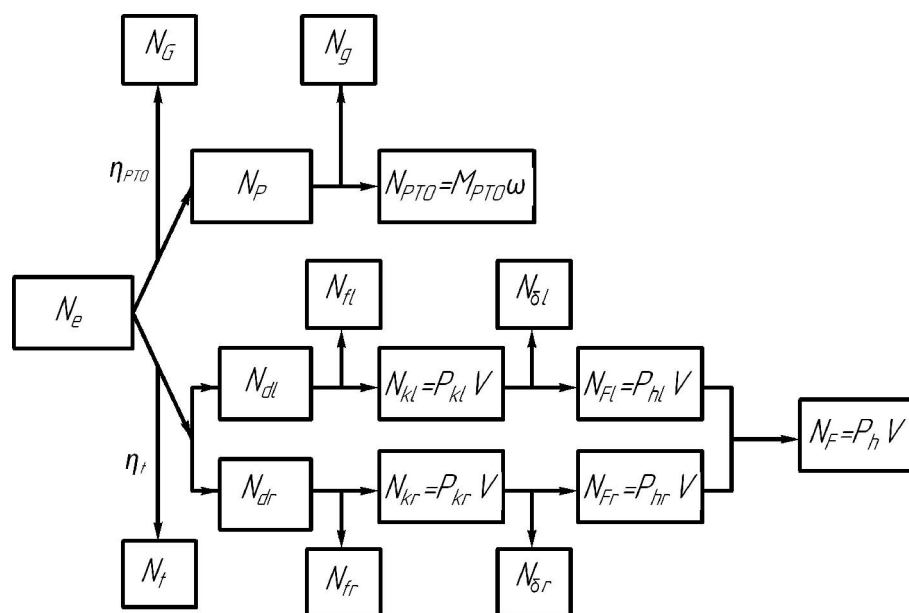 N_G
N_g
η_PTO
N_P
N_PTO=M_PTO ω
N_e
N_fl
N_δl
N_dl
N_kl=P_kl V
N_Fl=P_hl V
N_F=P_h V
η_t
N_dr
N_kr=P_kr V
N_Fr=P_hr V
N_t
N_fr
N_δr